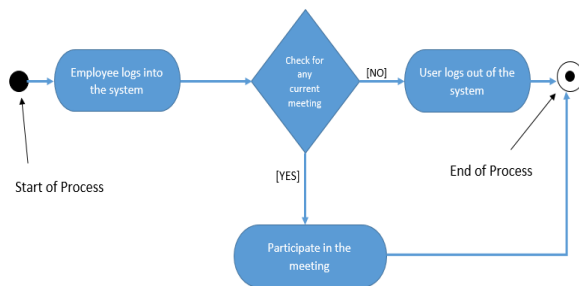 Employee logs into
the system
Check for
any
current
meeting
[NO]
User logs out of the
system
Start of Process
[YES]
End of Process
Participate in the
meeting